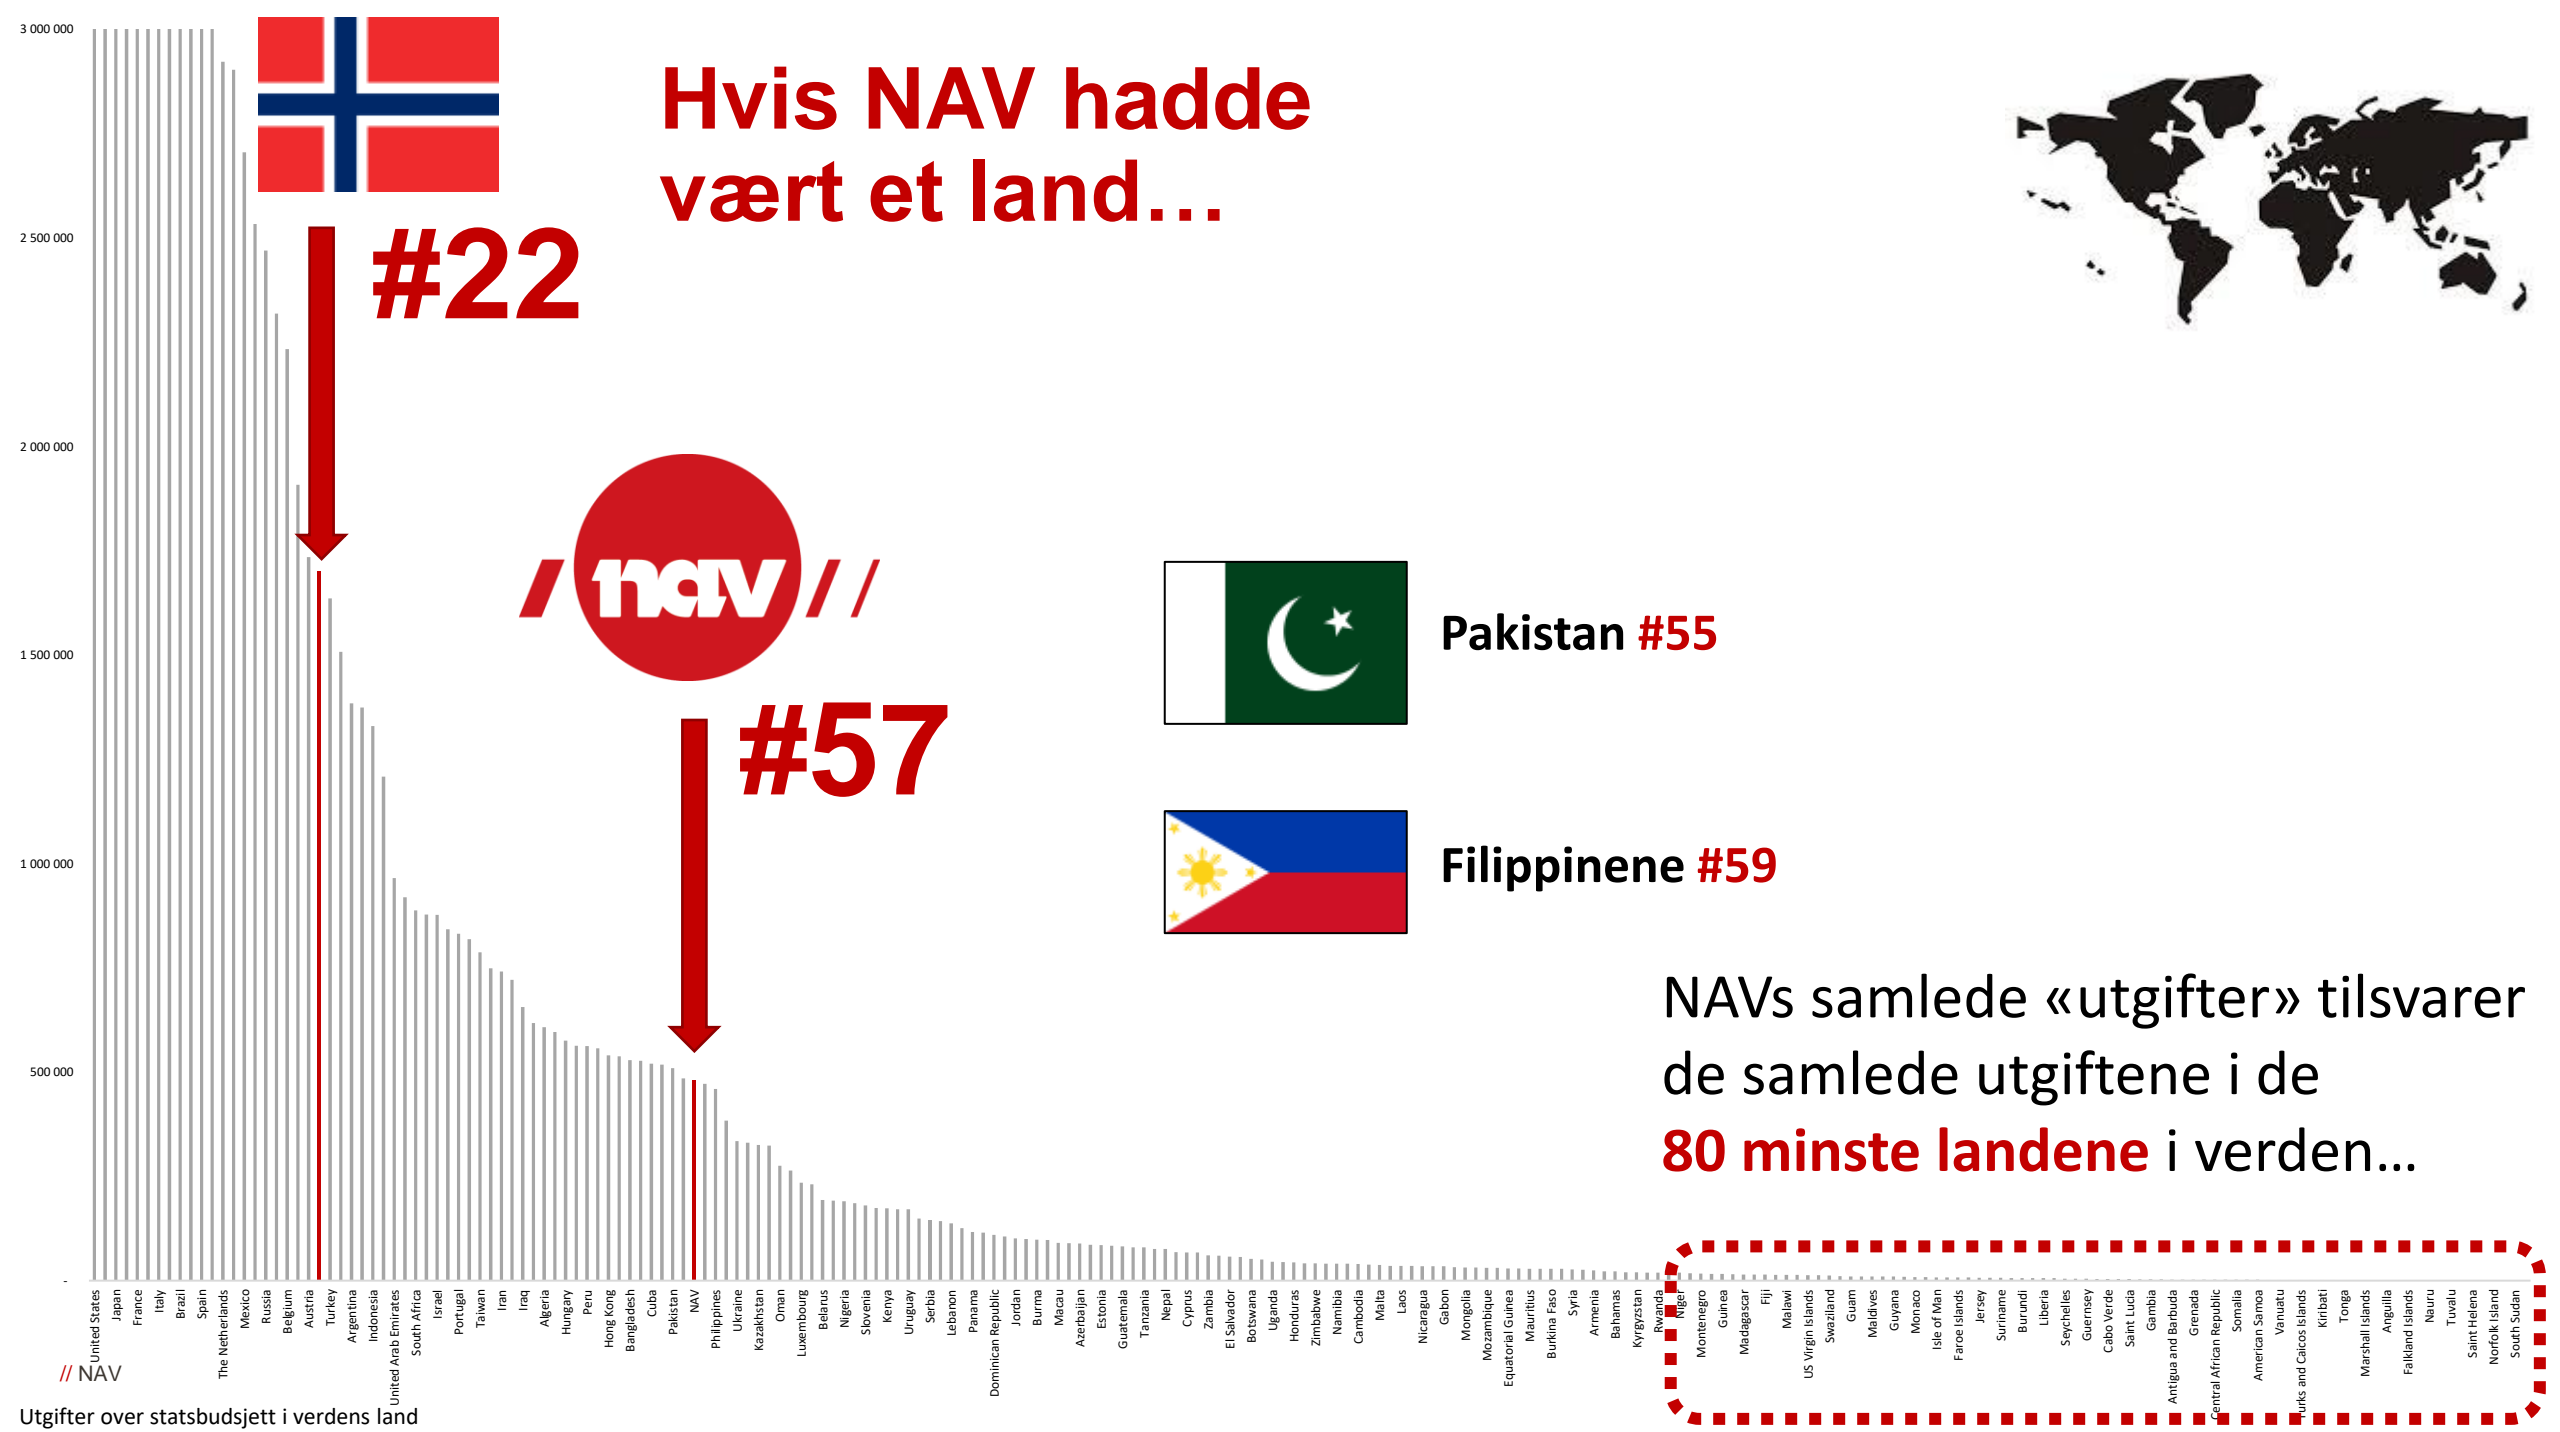 Hvis NAV hadde
vært et land…
#22
nav
#57
Pakistan #55
Filippinene #59
NAVs samlede «utgifter» tilsvarer
de samlede utgiftene i de
80 minste landene i verden…
3 000 000
2 500 000
2 000 000
1 500 000
1 000 000
500 000
-
United States
Japan
France
Italy
Brazil
Spain
The Netherlands
Mexico
Russia
Belgium
Austria
Turkey
Argentina
Indonesia
United Arab Emirates
South Africa
Israel
Portugal
Taiwan
Iran
Iraq
Algeria
Hungary
Peru
Hong Kong
Bangladesh
Cuba
Pakistan
NAV
Philippines
Ukraine
Kazakhstan
Oman
Luxembourg
Belarus
Nigeria
Slovenia
Kenya
Uruguay
Serbia
Lebanon
Panama
Dominican Republic
Jordan
Burma
Macau
Azerbaijan
Estonia
Guatemala
Tanzania
Nepal
Cyprus
Zambia
El Salvador
Botswana
Uganda
Honduras
Zimbabwe
Namibia
Cambodia
Malta
Laos
Nicaragua
Gabon
Mongolia
Mozambique
Equatorial Guinea
Mauritius
Burkina Faso
Syria
Armenia
Bahamas
Kyrgyzstan
Rwanda
Niger
Montenegro
Guinea
Madagascar
Fiji
Malawi
US Virgin Islands
Swaziland
Guam
Maldives
Guyana
Monaco
Isle of Man
Faroe Islands
Jersey
Suriname
Burundi
Liberia
Seychelles
Guernsey
Cabo Verde
Saint Lucia
Gambia
Antigua and Barbuda
Grenada
Central African Republic
Somalia
American Samoa
Vanuatu
Turks and Caicos Islands
Kiribati
Tonga
Marshall Islands
Anguilla
Falkland Islands
Nauru
Tuvalu
Saint Helena
Norfolk Island
South Sudan
// NAV
Utgifter over statsbudsjett i verdens land